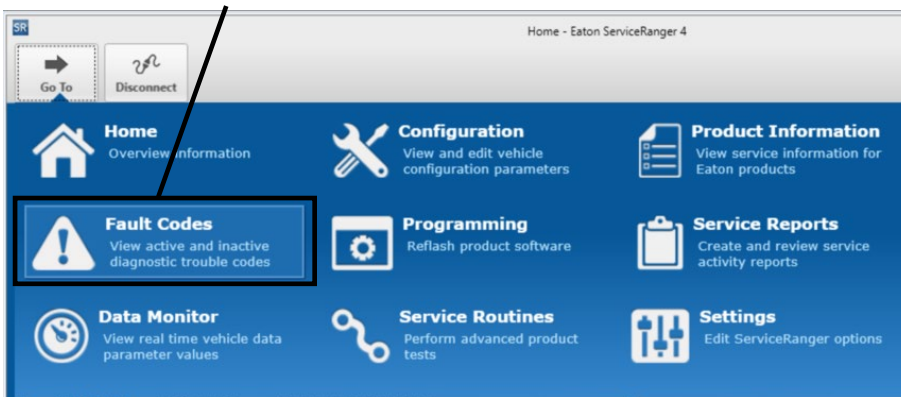 SR
Home - Eaton ServiceRanger 4
Go To
Disconnect
Home
Overview information
Configuration
View and edit vehicle
configuration parameters
Product Information
View service information for
Eaton products
Fault Codes
View active and inactive
diagnostic trouble codes
Programming
Reflash product software
Service Reports
Create and review service
activity reports
Data Monitor
View real time vehicle data
parameter values
Service Routines
Perform advanced product
tests
Settings
Edit ServiceRanger options